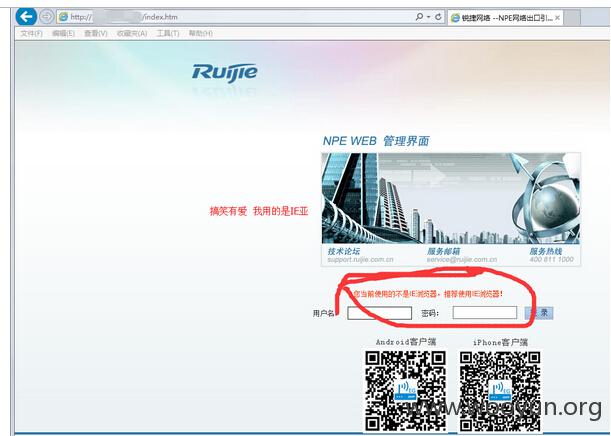 http://
/index.htm
锐捷网络 --NPE网络出口引...
文件(F) 编辑(E) 查看(V) 收藏夹(A) 工具(T) 帮助(H)
Ruijie
NPE WEB 管理界面
搞笑有爱 我用的是IE亚
技术论坛 服务邮箱 服务热线
support.ruijie.com.cn service@ruijie.com.cn 400 811 1000
您当前使用的不是IE浏览器，推荐使用IE浏览器!
用户名: 密码: 登 录
Android客户端 iPhone客户端